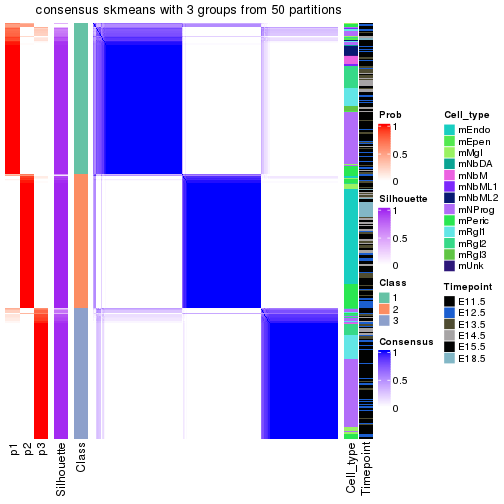 consensus skmeans with 3 groups from 50 partitions
p1
p2
p3
Silhouette
Class
Cell_type
Timepoint
Prob
1
0.5
0
Silhouette
1
0.5
0
Class
1
2
3
Consensus
1
0.5
0
Cell_type
mEndo
mEpen
mMgl
mNbDA
mNbM
mNbML1
mNbML2
mNProg
mPeric
mRgl1
mRgl2
mRgl3
mUnk
Timepoint
E11.5
E12.5
E13.5
E14.5
E15.5
E18.5